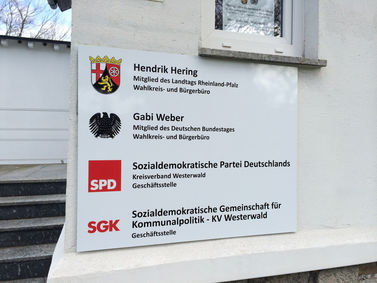 Hendrik Hering
Mitglied des Landtags Rheinland-Pfalz
Wahlkreis- und Bürgerbüro
Gabi Weber
Mitglied des Deutschen Bundestages
Wahlkreis- und Bürgerbüro
SPD
Sozialdemokratische Partei Deutschlands
Kreisverband Westerwald
Geschäftsstelle
SGK
Sozialdemokratische Gemeinschaft für
Kommunalpolitik - KV Westerwald
Geschäftsstelle